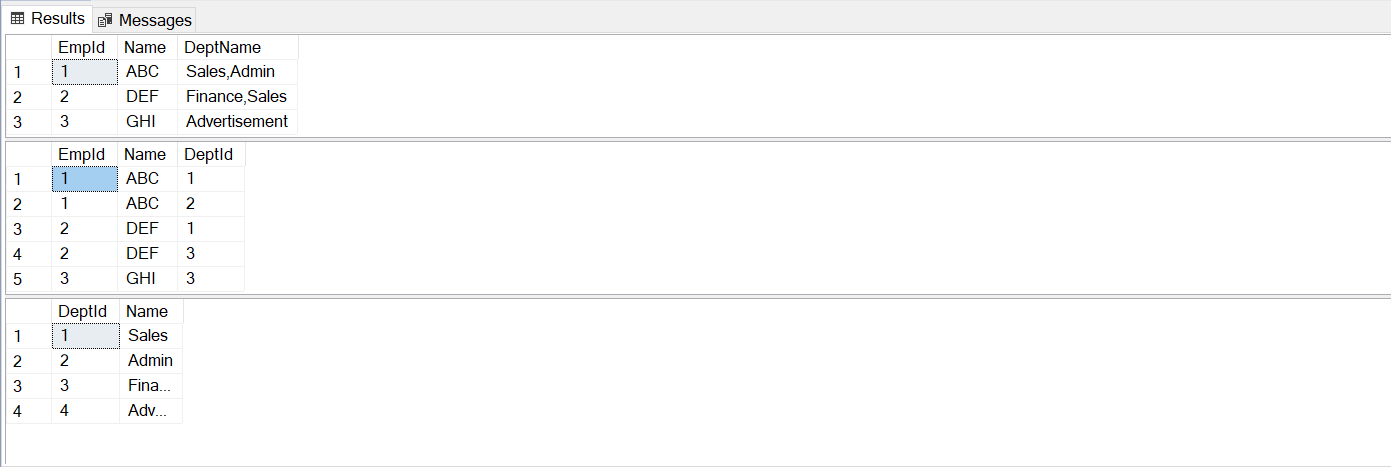 Results Messages
EmpId Name DeptName
1 1 ABC Sales,Admin
2 2 DEF Finance,Sales
3 3 GHI Advertisement
EmpId Name DeptId
1 1 ABC 1
2 1 ABC 2
3 2 DEF 1
4 2 DEF 3
5 3 GHI 3
DeptId Name
1 1 Sales
2 2 Admin
3 3 Fina...
4 4 Adv...